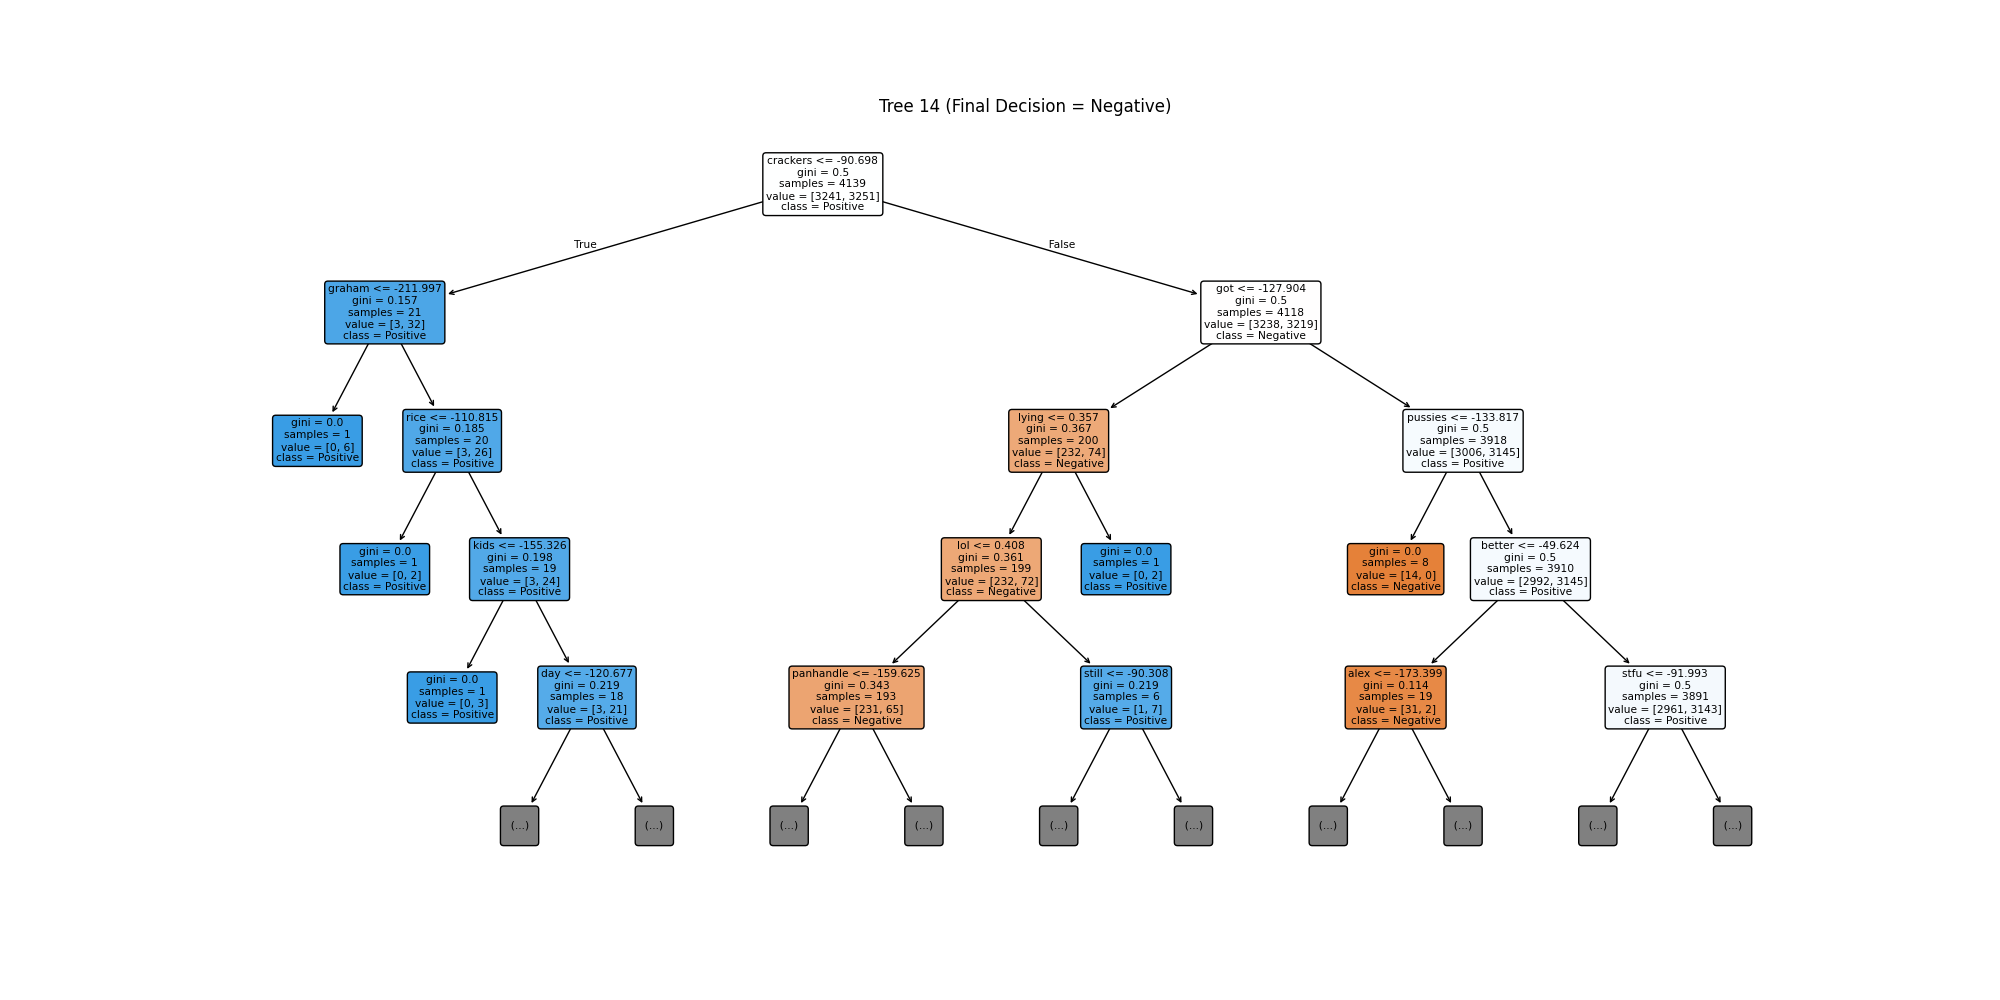 Tree 14 (Final Decision = Negative)
crackers <= -90.698
gini = 0.5
samples = 4139
value = [3241, 3251]
class = Positive
True
False
graham <= -211.997
gini = 0.157
samples = 21
value = [3, 32]
class = Positive
got <= -127.904
gini = 0.5
samples = 4118
value = [3238, 3219]
class = Negative
gini = 0.0
samples = 1
value = [0, 6]
class = Positive
rice <= -110.815
gini = 0.185
samples = 20
value = [3, 26]
class = Positive
lying <= 0.357
gini = 0.367
samples = 200
value = [232, 74]
class = Negative
pussies <= -133.817
gini = 0.5
samples = 3918
value = [3006, 3145]
class = Positive
gini = 0.0
samples = 1
value = [0, 2]
class = Positive
kids <= -155.326
gini = 0.198
samples = 19
value = [3, 24]
class = Positive
lol <= 0.408
gini = 0.361
samples = 199
value = [232, 72]
class = Negative
gini = 0.0
samples = 1
value = [0, 2]
class = Positive
gini = 0.0
samples = 8
value = [14, 0]
class = Negative
better <= -49.624
gini = 0.5
samples = 3910
value = [2992, 3145]
class = Positive
gini = 0.0
samples = 1
value = [0, 3]
class = Positive
day <= -120.677
gini = 0.219
samples = 18
value = [3, 21]
class = Positive
panhandle <= -159.625
gini = 0.343
samples = 193
value = [231, 65]
class = Negative
still <= -90.308
gini = 0.219
samples = 6
value = [1, 7]
class = Positive
alex <= -173.399
gini = 0.114
samples = 19
value = [31, 2]
class = Negative
stfu <= -91.993
gini = 0.5
samples = 3891
value = [2961, 3143]
class = Positive
(...)
(...)
(...)
(...)
(...)
(...)
(...)
(...)
(...)
(...)